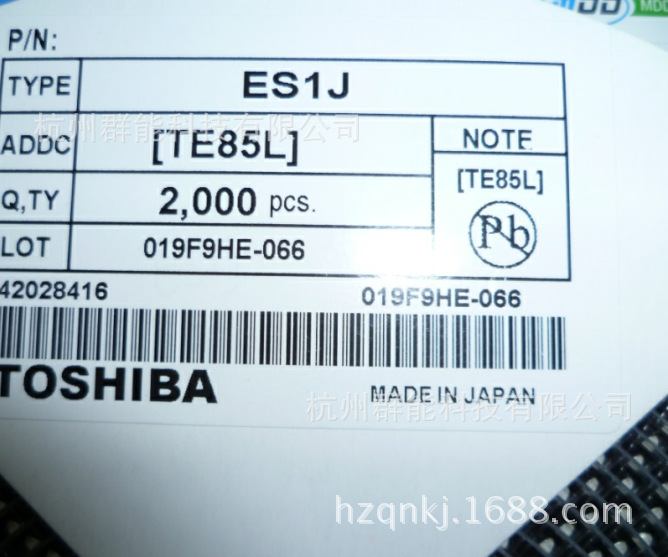 MDD
P/N:
TYPE ES1J
杭州群能科技有限公司
ADDC [TE85L] NOTE
[TE85L]
Q,TY 2,000 pcs.
Pb
LOT 019F9HE-066
42028416 019F9HE-066
TOSHIBA MADE IN JAPAN
杭州群能科技有限公司
hzqnkj.1688.com